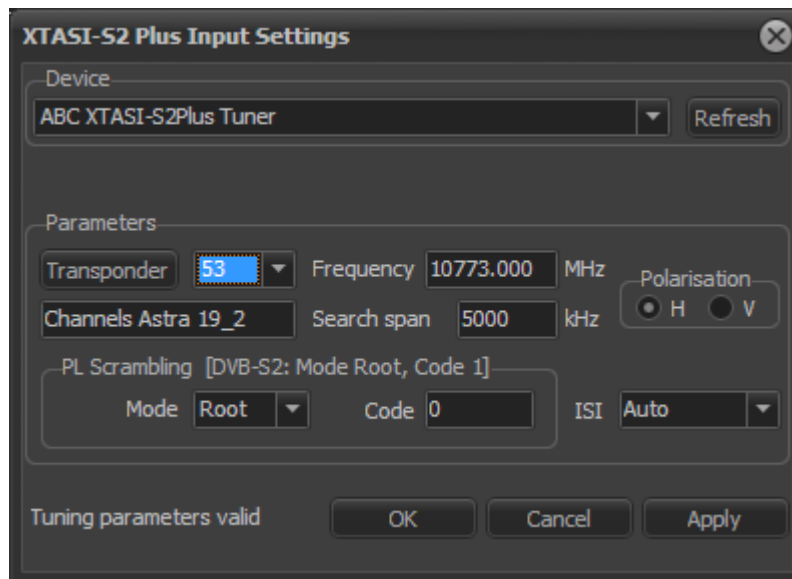 XTASI-S2 Plus Input Settings
Device
ABC XTASI-S2Plus Tuner Refresh
Parameters
Transponder 53 Frequency 10773.000 MHz
Polarisation
H V
Channels Astra 19_2 Search span 5000 kHz
PL Scrambling [DVB-S2: Mode Root, Code 1]
Mode Root Code 0 ISI Auto
Tuning parameters valid OK Cancel Apply